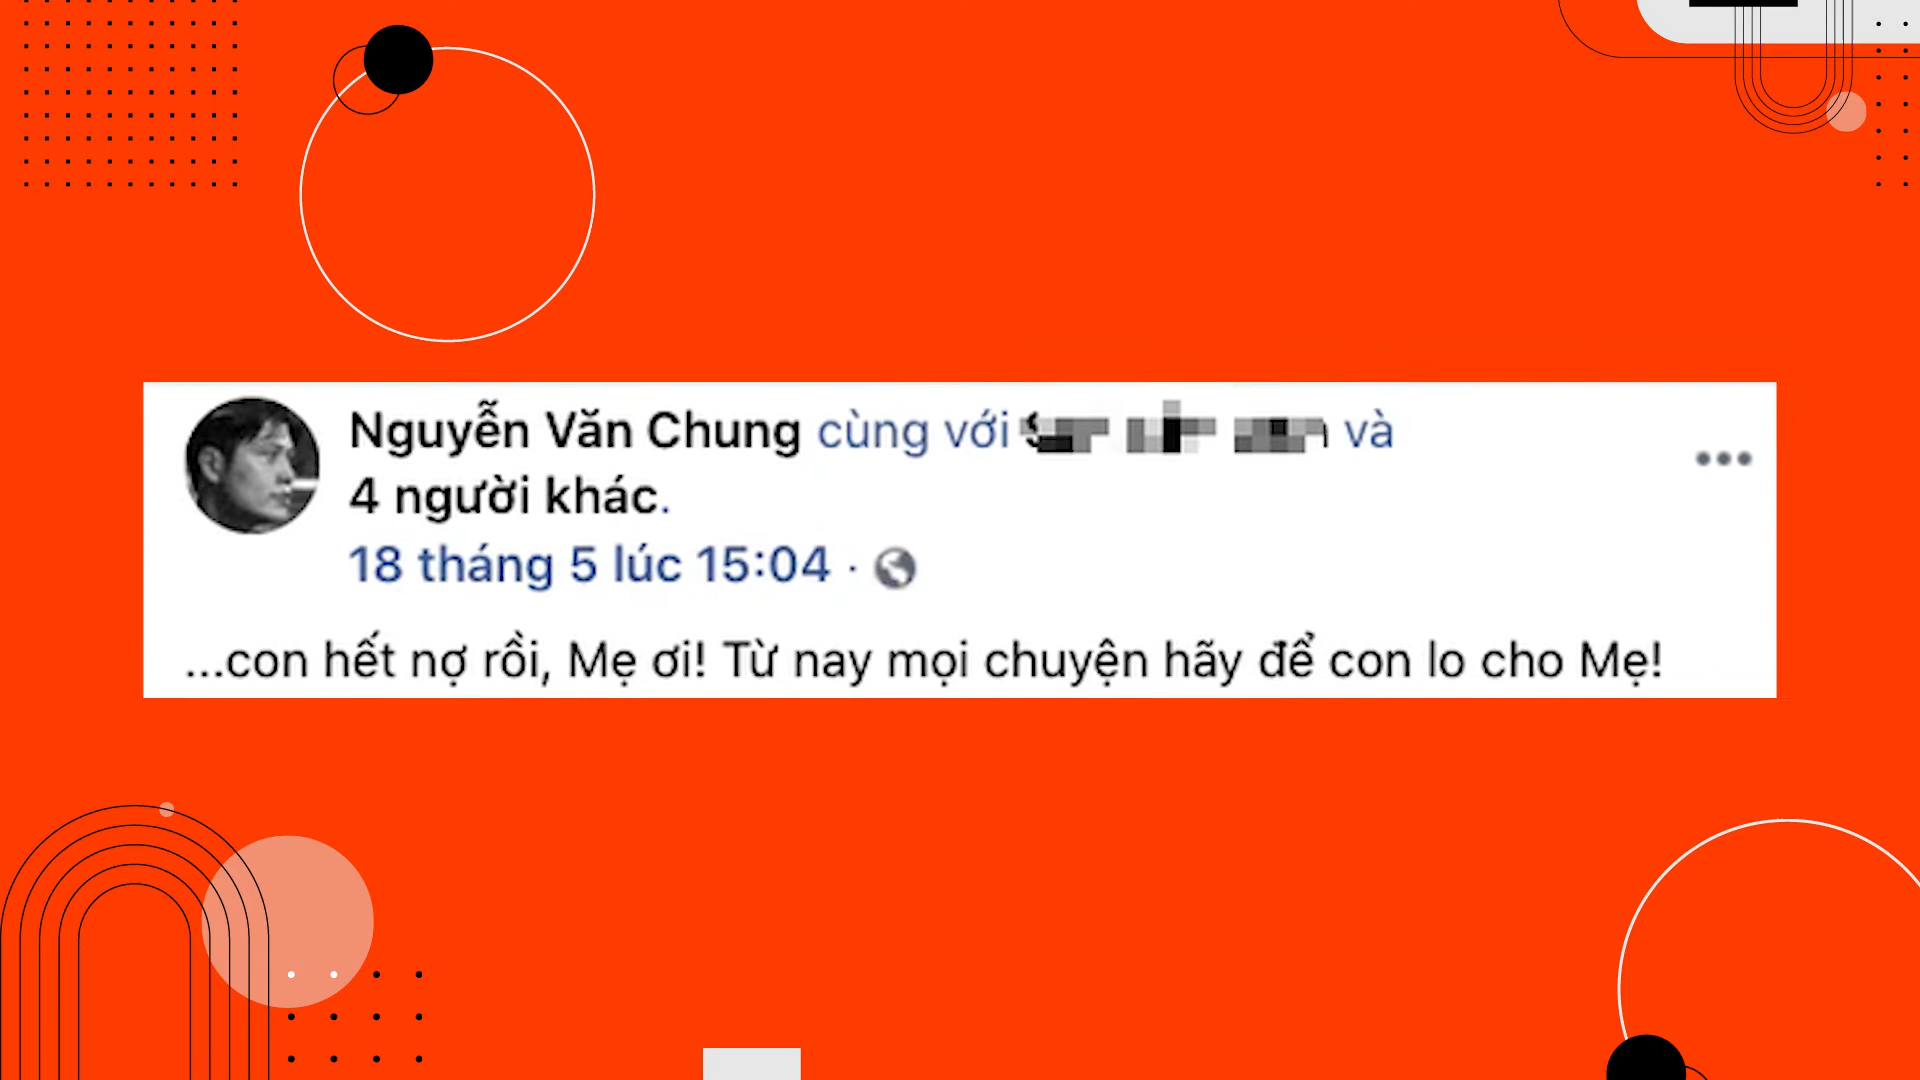 Nguyễn Văn Chung cùng với và
4 người khác.
18 tháng 5 lúc 15:04 ·
...con hết nợ rồi, Mẹ ơi! Từ nay mọi chuyện hãy để con lo cho Mẹ!